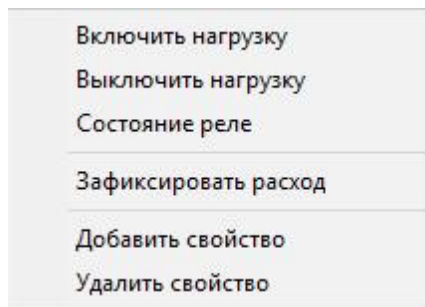 Включить нагрузку
Выключить нагрузку
Состояние реле
Зафиксировать расход
Добавить свойство
Удалить свойство